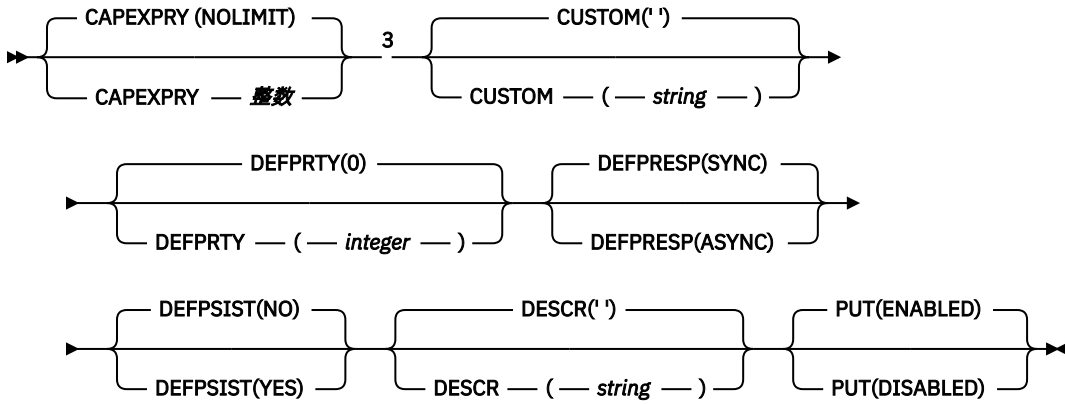 CAPEXPRY (NOLIMIT)
CAPEXPRY 整数
3
CUSTOM(' ')
CUSTOM ( string )
DEFPRTY(0)
DEFPRTY ( integer )
DEFPRESP(SYNC)
DEFPRESP(ASYNC)
DEFPSIST(NO)
DEFPSIST(YES)
DESCR(' ')
DESCR ( string )
PUT(ENABLED)
PUT(DISABLED)